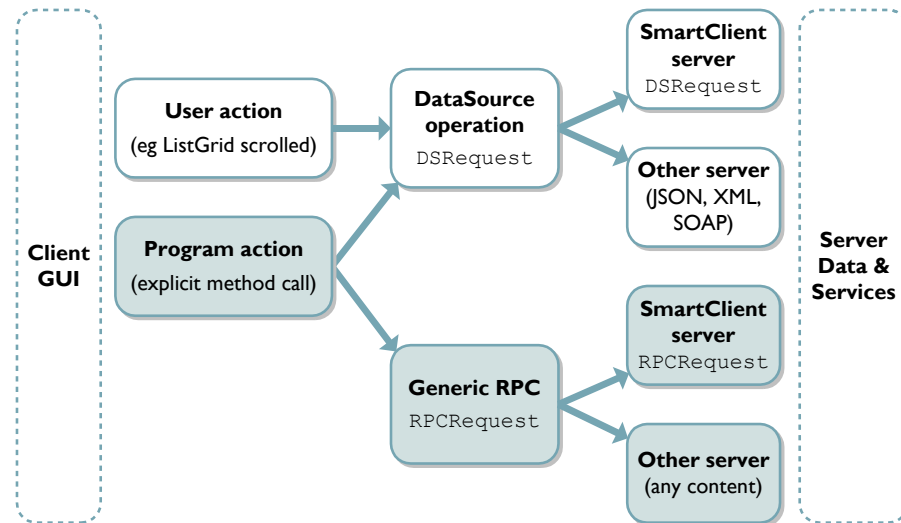 Client
GUI
User action
(eg ListGrid scrolled)
Program action
(explicit method call)
DataSource
operation
DSRequest
Generic RPC
RPCRequest
SmartClient
server
DSRequest
Other server
(JSON, XML,
SOAP)
SmartClient
server
RPCRequest
Other server
(any content)
Server
Data &
Services